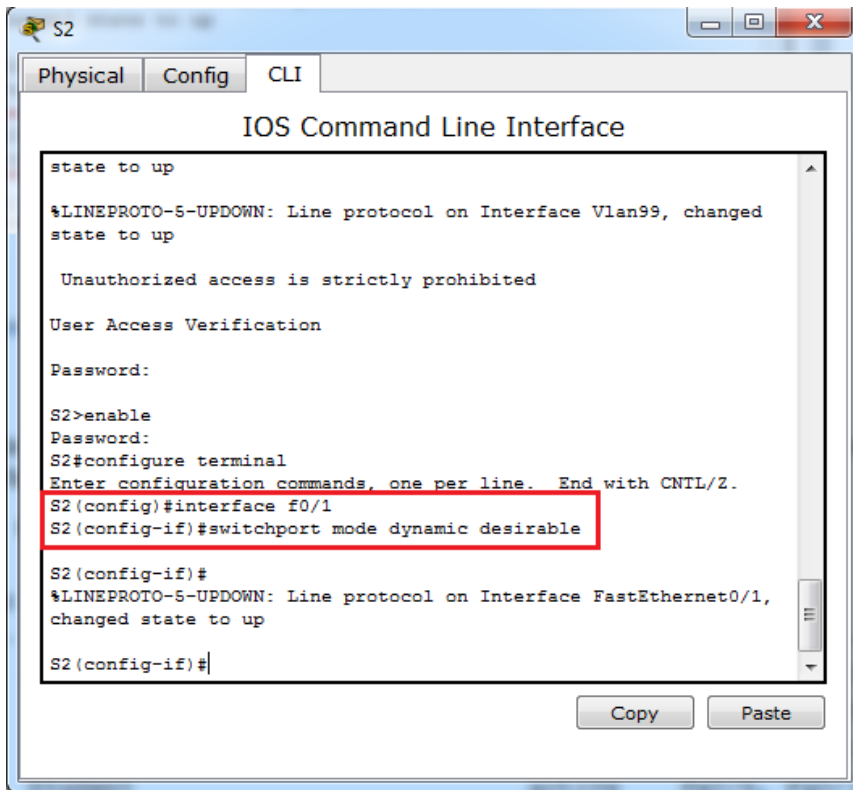 S2
Physical Config CLI
IOS Command Line Interface
state to up
%LINEPROTO-5-UPDOWN: Line protocol on Interface Vlan99, changed
state to up
Unauthorized access is strictly prohibited
User Access Verification
Password:
S2>enable
Password:
S2#configure terminal
Enter configuration commands, one per line.  End with CNTL/Z.
S2(config)#interface f0/1
S2(config-if)#switchport mode dynamic desirable
S2(config-if)#
%LINEPROTO-5-UPDOWN: Line protocol on Interface FastEthernet0/1,
changed state to up
S2(config-if)#
Copy Paste